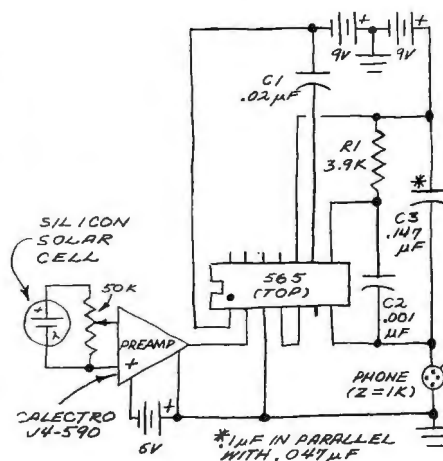 9V
9V
C1
.02µF
R1
3.9K
*
C3
.147
µF
SILICON
SOLAR
CELL
+
50K
565
(TOP)
C2
.001
µF
PREAMP
+
CALECTRO
J4-590
6V
+
PHONE
(Z=1K)
*.1µF IN PARALLEL
WITH .047µF